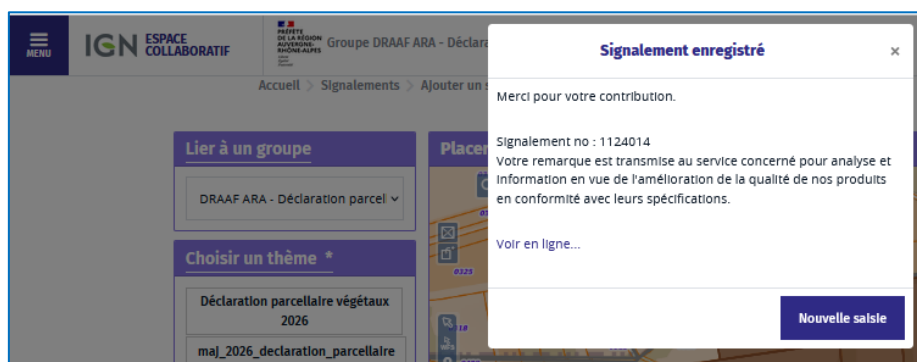 MENU
IGN ESPACE COLLABORATIF
PRÉFÈTE
DE LA RÉGION
AUVERGNE-
RHÔNE-ALPES
Groupe DRAAF ARA - Déclara
Accueil > Signalements > Ajouter un s
Signalement enregistré ×
Merci pour votre contribution.
Signalement no : 1124014
Votre remarque est transmise au service concerné pour analyse et
information en vue de l'amélioration de la qualité de nos produits
en conformité avec leurs spécifications.
Voir en ligne...
Nouvelle saisie
Lier à un groupe
DRAAF ARA - Déclaration parcel
Choisir un thème *
Déclaration parcellaire végétaux
2026
maj_2026_declaration_parcellaire
Placer
0325